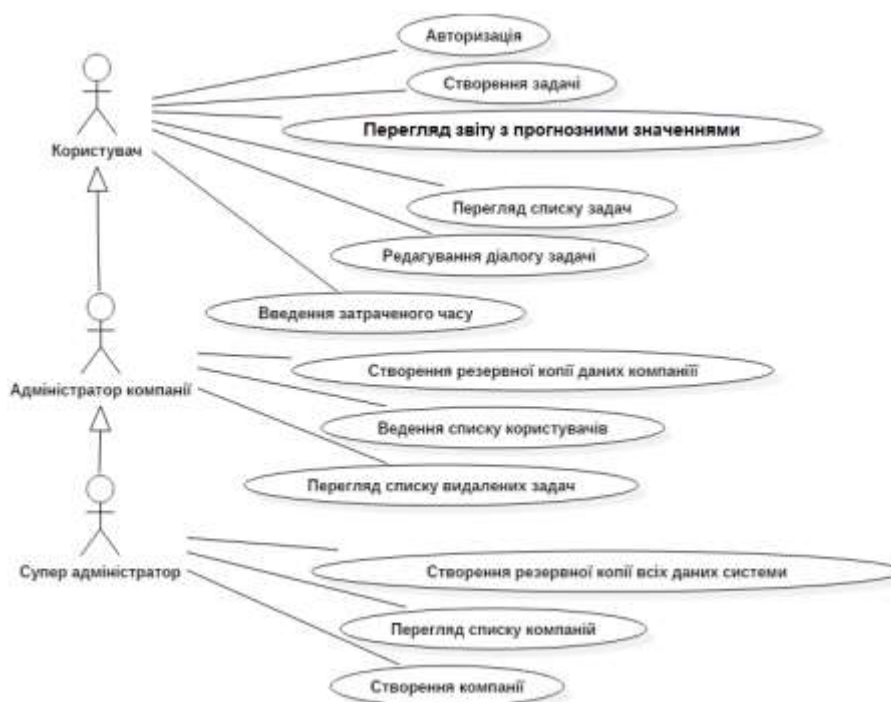 Авторизація
Створення задачі
Перегляд звіту з прогнозними значеннями
Користувач
Перегляд списку задач
Редагування діалогу задачі
Введення затраченого часу
Створення резервної копії даних компаніїї
Адміністратор компанії
Ведення списку користувачів
Перегляд списку видалених задач
Створення резервної копії всіх даних системи
Супер адміністратор
Перегляд списку компаній
Створення компанії